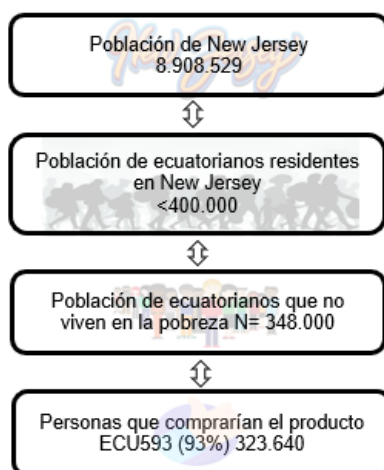 Población de New Jersey
8.908.529
Población de ecuatorianos residentes
en New Jersey
<400.000
Población de ecuatorianos que no
viven en la pobreza N= 348.000
Personas que comprarían el producto
ECU593 (93%) 323.640